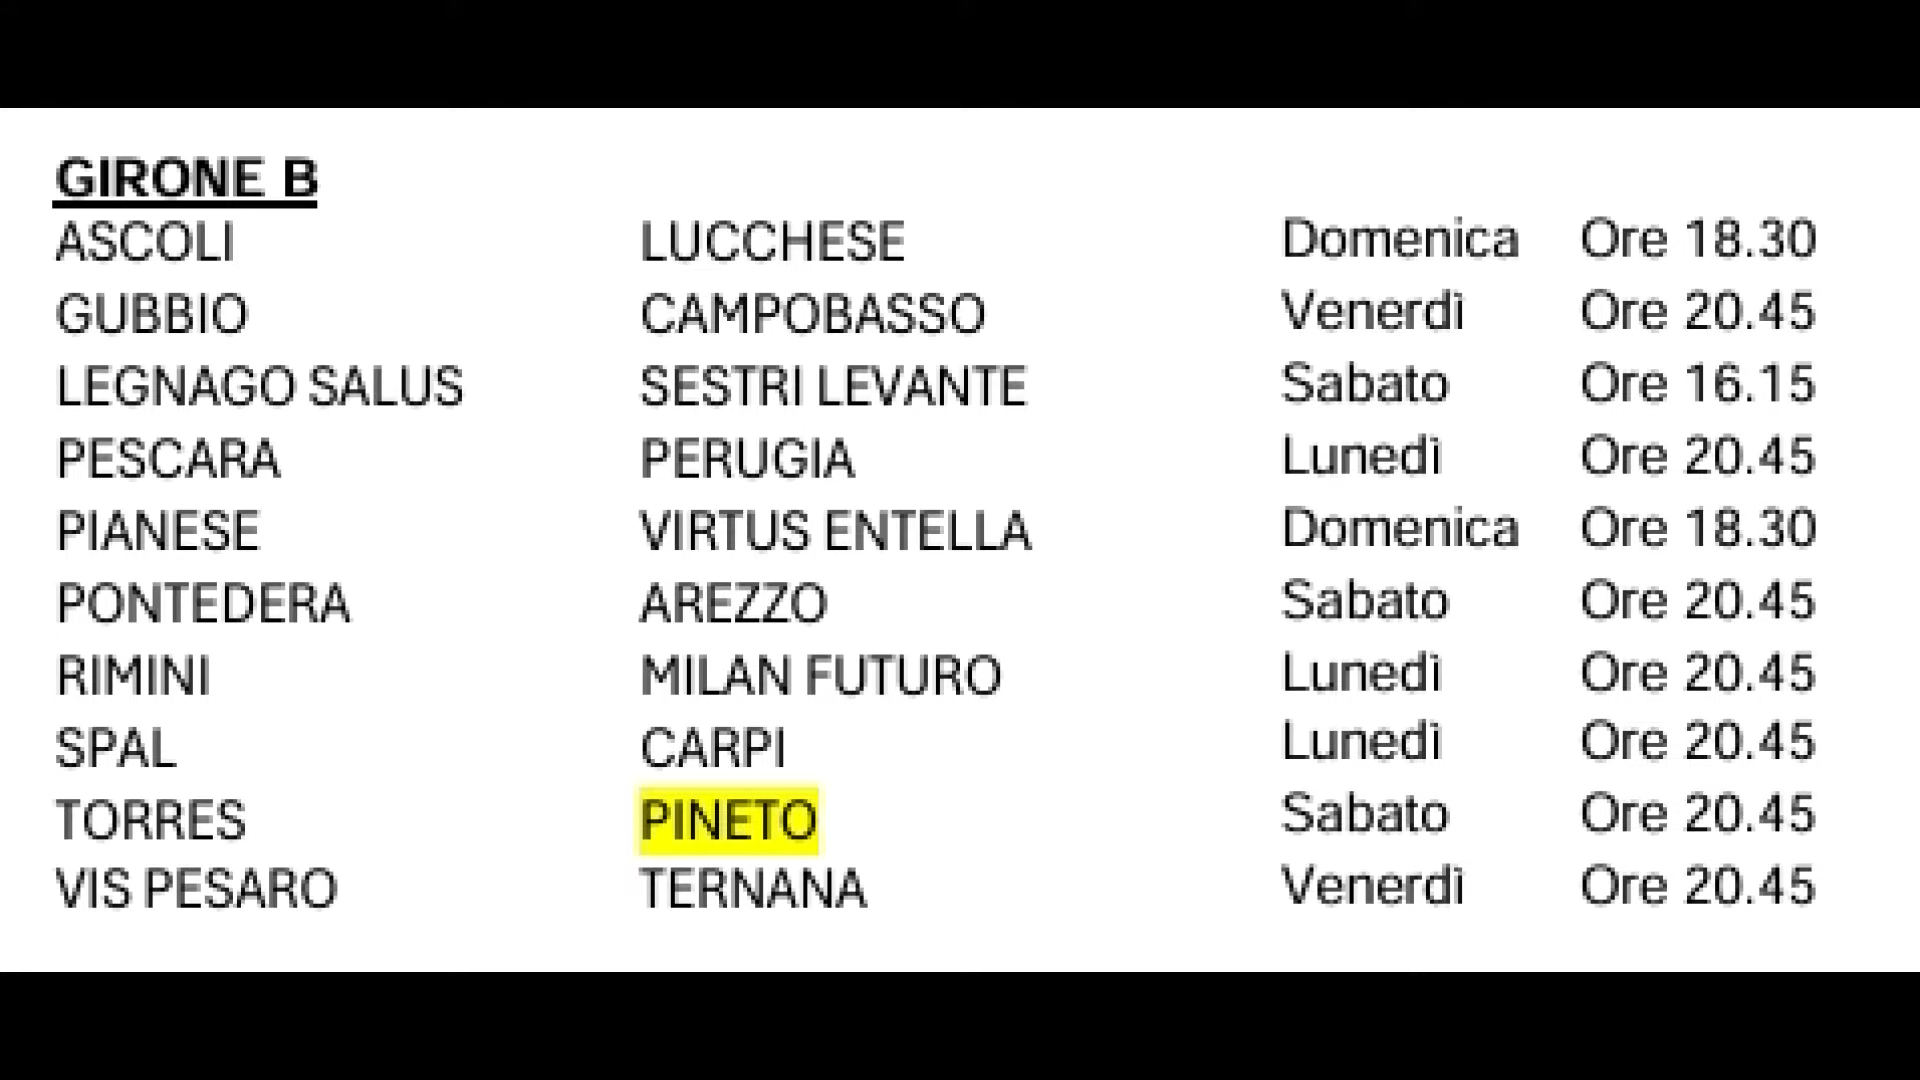 GIRONE B
ASCOLI LUCCHESE Domenica Ore 18.30
GUBBIO CAMPOBASSO Venerdì Ore 20.45
LEGNAGO SALUS SESTRI LEVANTE Sabato Ore 16.15
PESCARA PERUGIA Lunedì Ore 20.45
PIANESE VIRTUS ENTELLA Domenica Ore 18.30
PONTEDERA AREZZO Sabato Ore 20.45
RIMINI MILAN FUTURO Lunedì Ore 20.45
SPAL CARPI Lunedì Ore 20.45
TORRES PINETO Sabato Ore 20.45
VIS PESARO TERNANA Venerdì Ore 20.45